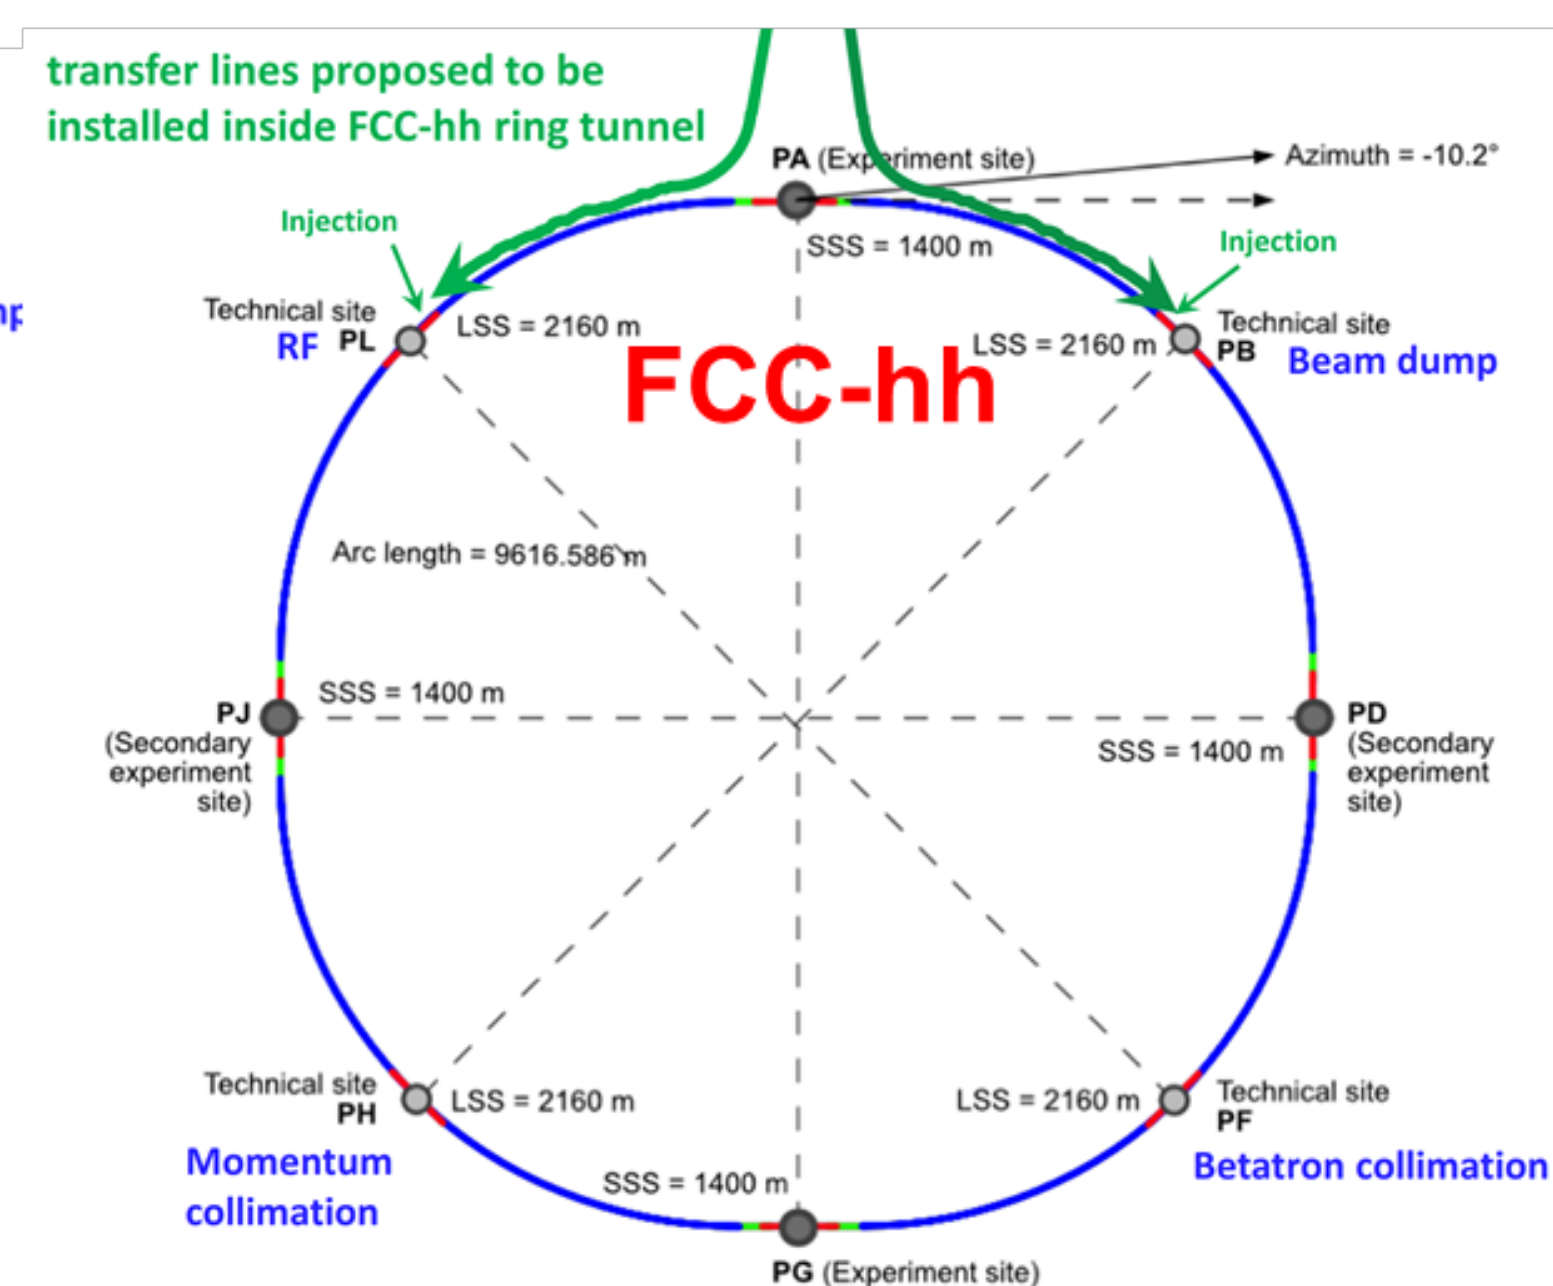 transfer lines proposed to be
installed inside FCC-hh ring tunnel
PA (Experiment site)
Azimuth = -10.2°
Injection
SSS = 1400 m
Injection
Technical site
RF PL
LSS = 2160 m
LSS = 2160 m
Technical site
PB
Beam dump
FCC-hh
Arc length = 9616.586 m
SSS = 1400 m
PJ
(Secondary
experiment
site)
SSS = 1400 m
PD
(Secondary
experiment
site)
Technical site
PH
LSS = 2160 m
Momentum
collimation
LSS = 2160 m
Technical site
PF
Betatron collimation
SSS = 1400 m
PG (Experiment site)